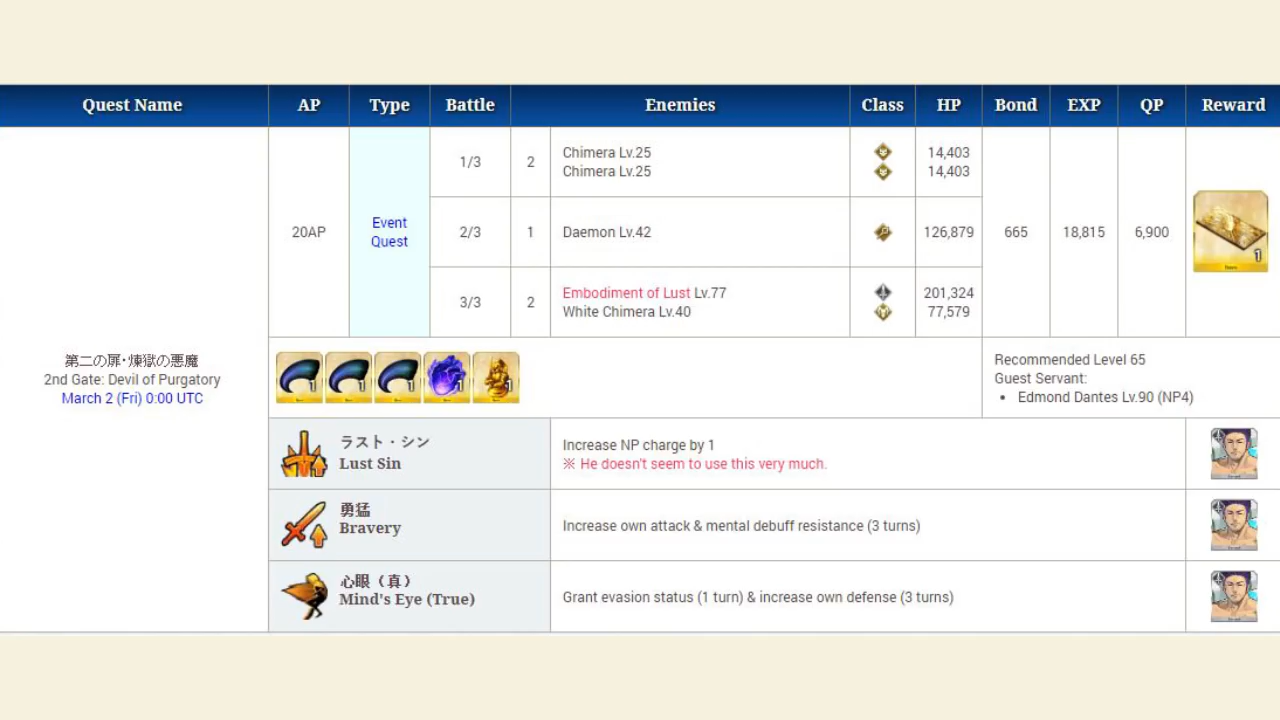 Quest Name AP Type Battle Enemies Class HP Bond EXP QP Reward
第二の扉・煉獄の悪魔
2nd Gate: Devil of Purgatory
March 2 (Fri) 0:00 UTC
20AP
Event
Quest
1/3
2
Chimera Lv.25
Chimera Lv.25
14,403
14,403
2/3
1
Daemon Lv.42
126,879
3/3
2
Embodiment of Lust Lv.77
White Chimera Lv.40
201,324
77,579
665
18,815
6,900
1
1
1
1
1
1
Recommended Level 65
Guest Servant:
• Edmond Dantes Lv.90 (NP4)
ラスト・シン
Lust Sin
Increase NP charge by 1
※ He doesn't seem to use this very much.
勇猛
Bravery
Increase own attack & mental debuff resistance (3 turns)
心眼（真）
Mind's Eye (True)
Grant evasion status (1 turn) & increase own defense (3 turns)